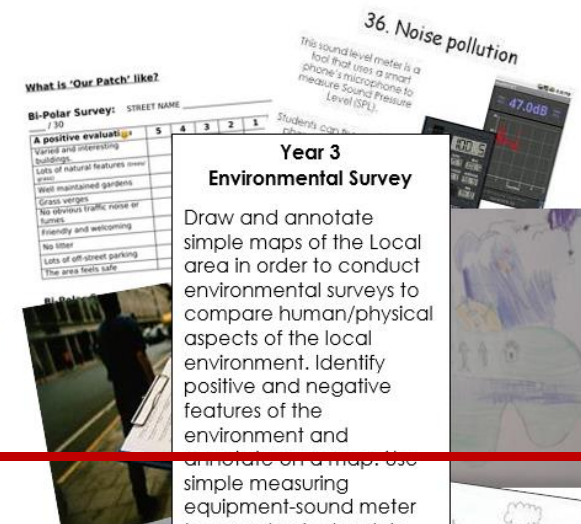 36. Noise pollution
This sound level meter is a
tool that uses a smart
phone's microphone to
measure Sound Pressure
Level (SPL).
Students can
47.0dB
What is 'Our Patch' like?
Bi-Polar Survey: STREET NAME
/ 30
A positive evaluation 5 4 3 2 1
Varied and interesting
buildings.
Lots of natural features
Well maintained gardens
Grass verges
No obvious traffic noise or
fumes
Friendly and welcoming
No litter
Lots of off-street parking
The area feels safe
Year 3
Environmental Survey
Draw and annotate
simple maps of the Local
area in order to conduct
environmental surveys to
compare human/physical
aspects of the local
environment. Identify
positive and negative
features of the
environment and
annotate on a map. Use
simple measuring
equipment-sound meter